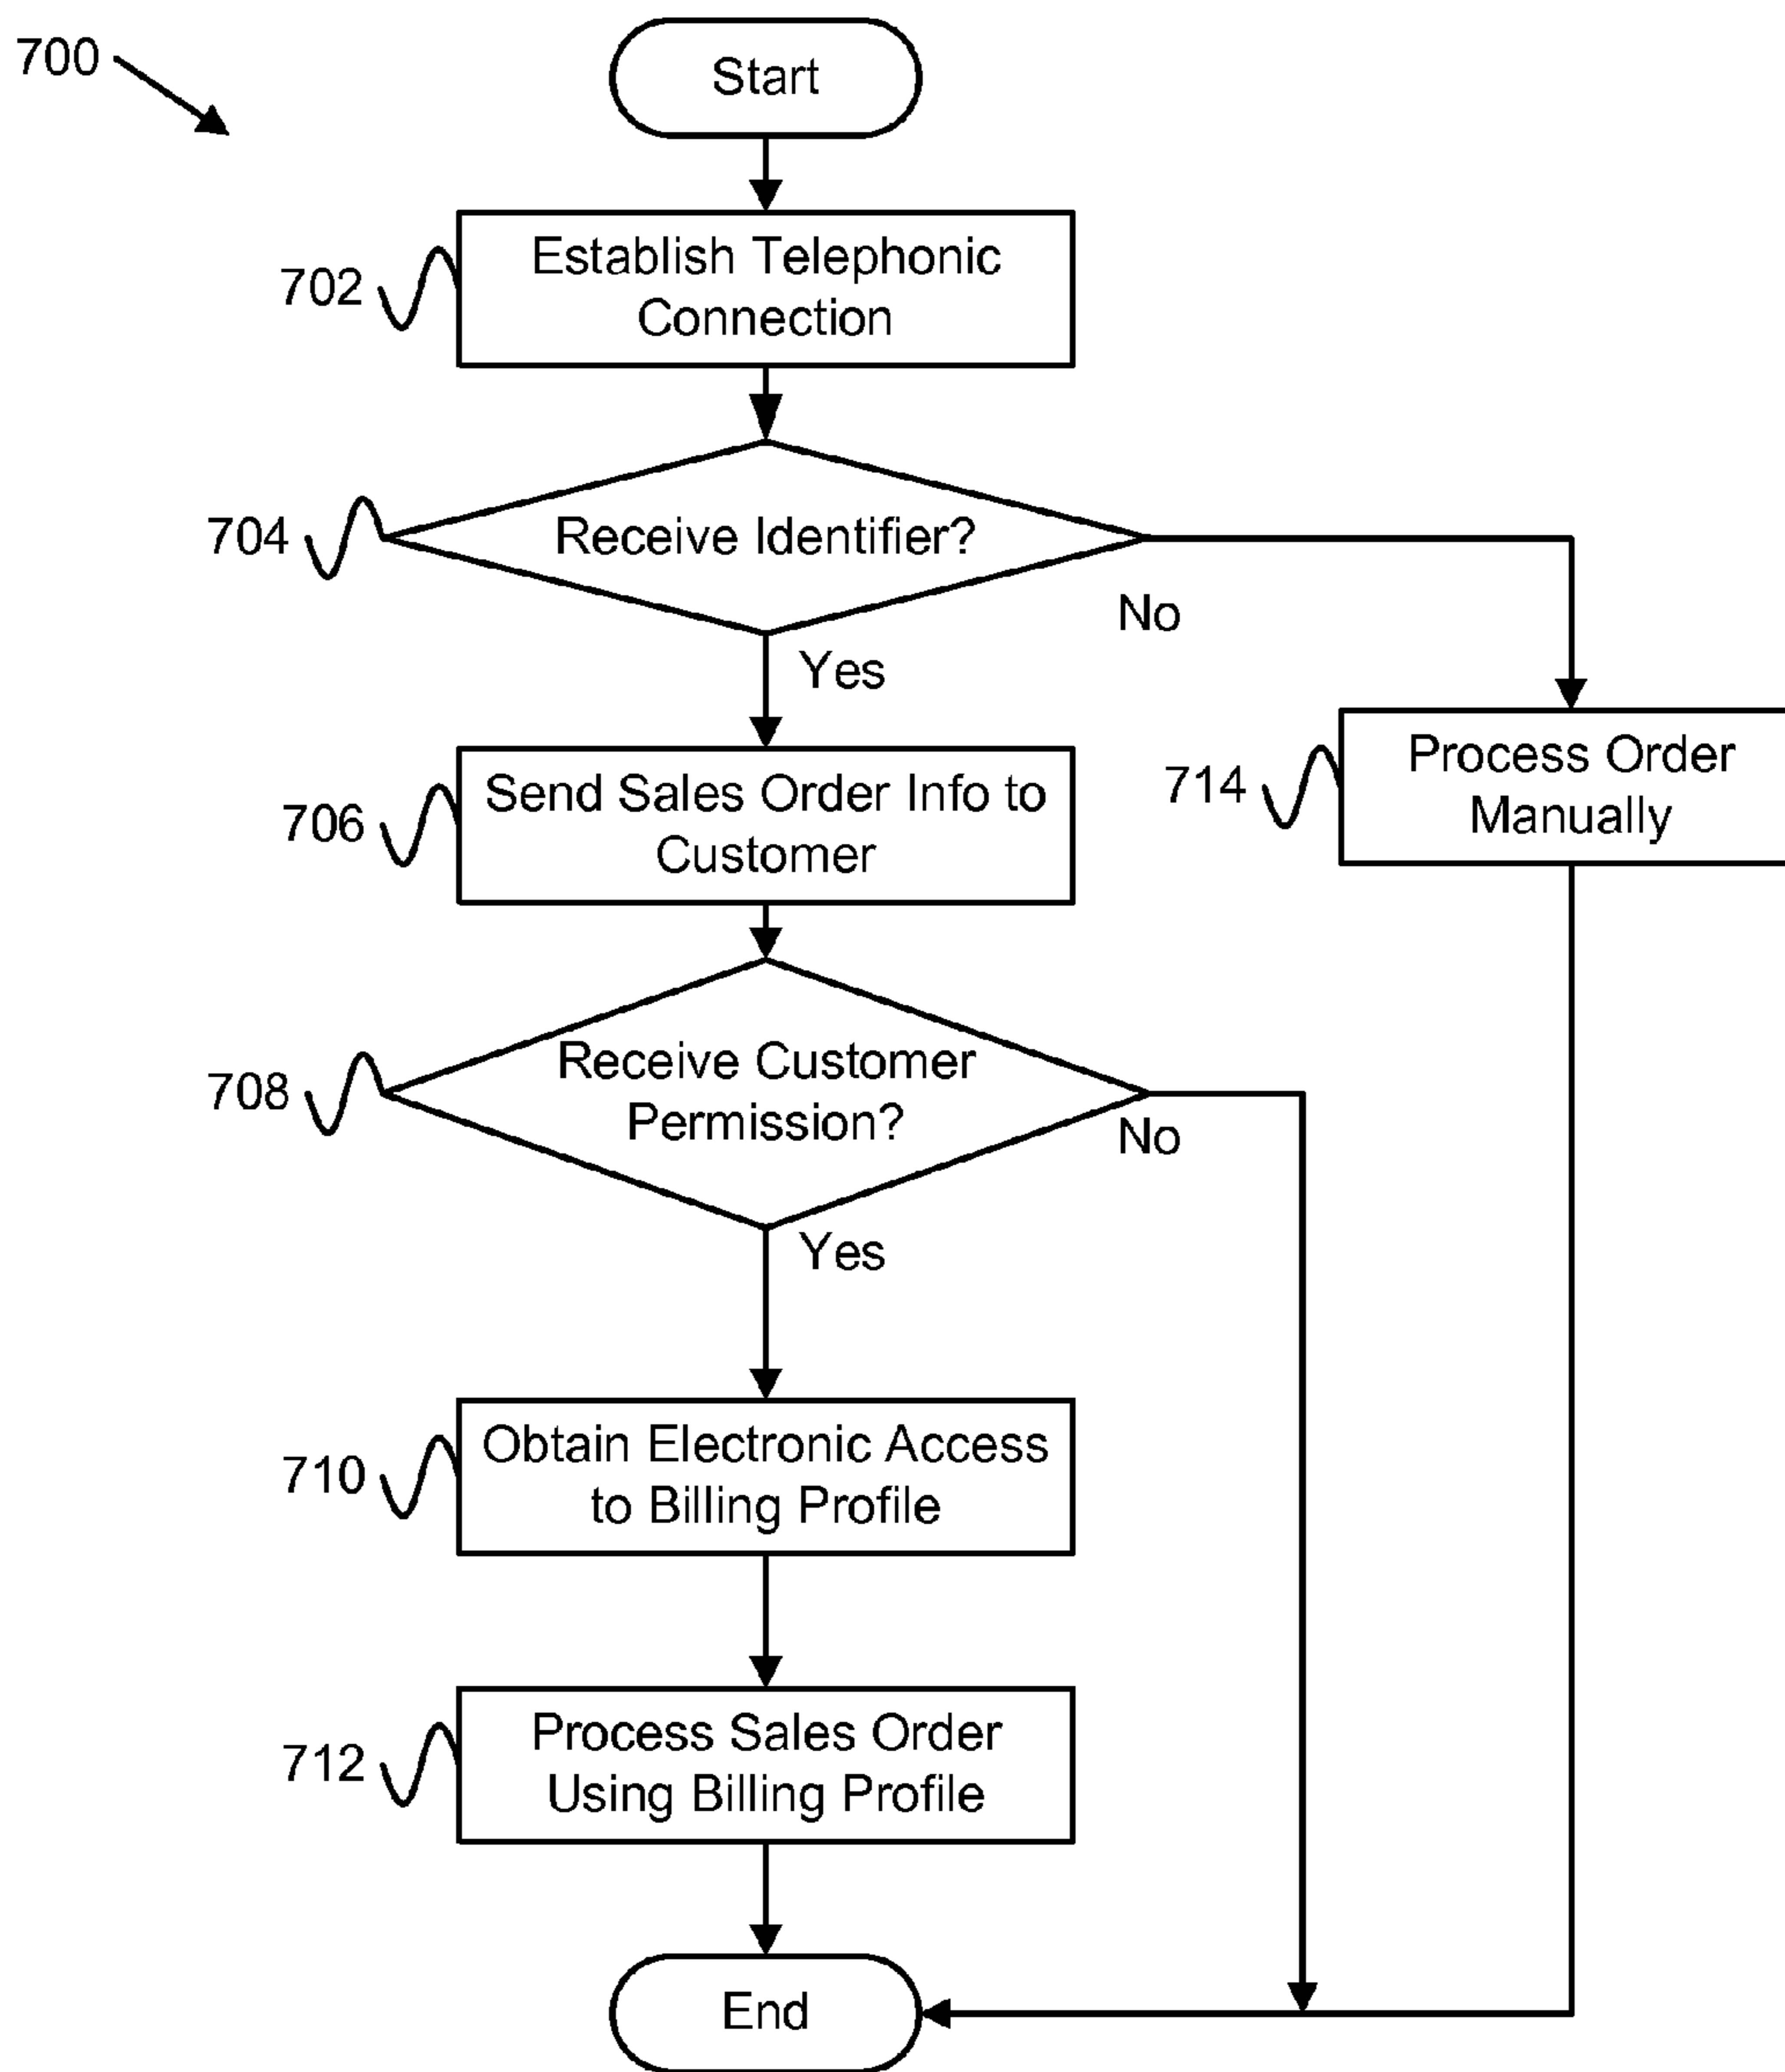 700
Start
702
Establish Telephonic
Connection
704
Receive Identifier?
No
Yes
706
Send Sales Order Info to
Customer
714
Process Order
Manually
708
Receive Customer
Permission?
No
Yes
710
Obtain Electronic Access
to Billing Profile
712
Process Sales Order
Using Billing Profile
End